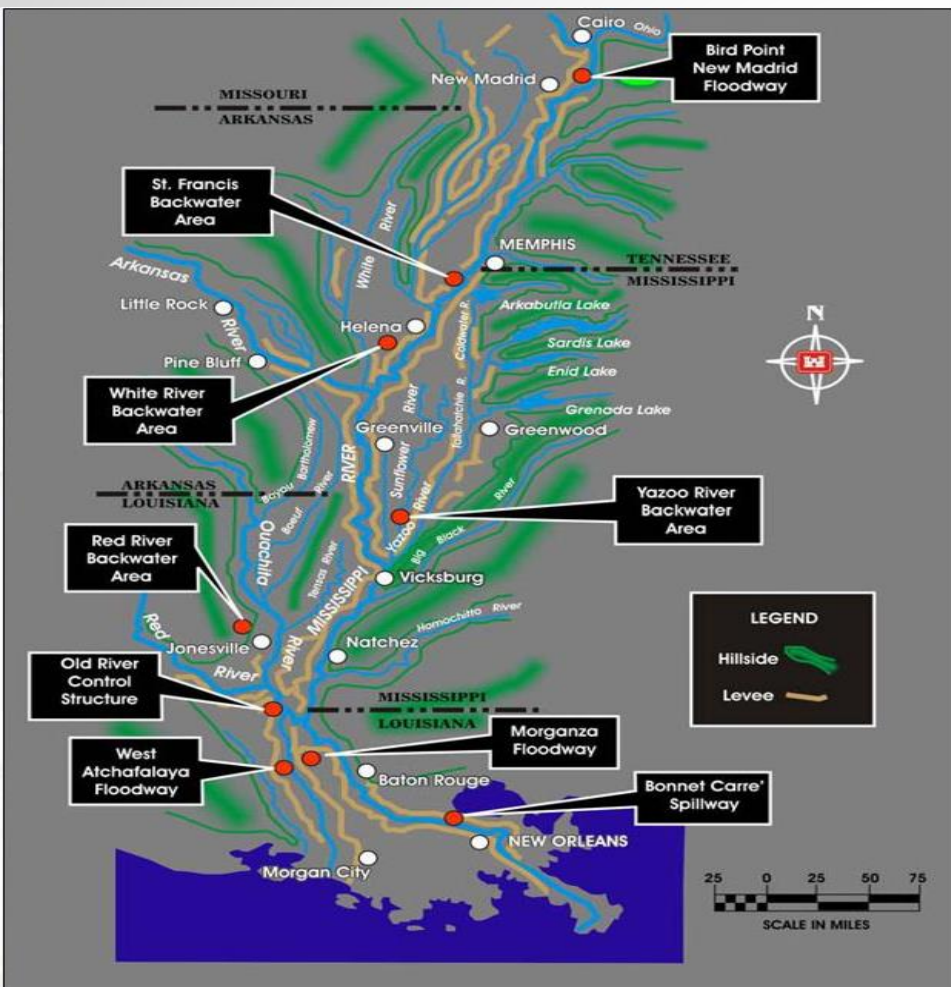 Cairo
Ohio
Bird Point
New Madrid
Floodway
New Madrid
MISSOURI
ARKANSAS
St. Francis
Backwater
Area
White River
MEMPHIS
TENNESSEE
MISSISSIPPI
Arkansas River
Little Rock
Helena
Coldwater R.
Arkabutla Lake
N
Sardis Lake
Pine Bluff
Enid Lake
White River
Backwater
Area
Tallahatchie R.
Grenada Lake
Greenville
Greenwood
Sunflower River
Bayou Bartholomew
RIVER
ARKANSAS
LOUISIANA
Boeuf River
Yazoo River
Backwater
Area
Yazoo River
Big Black River
Red River
Backwater
Area
Ouachita
Tensas River
MISSISSIPPI
Vicksburg
Homochitto River
LEGEND
Hillside
Levee
Red River
Jonesville
River
Natchez
Old River
Control
Structure
MISSISSIPPI
LOUISIANA
Morganza
Floodway
West
Atchafalaya
Floodway
Baton Rouge
Bonnet Carre'
Spillway
NEW ORLEANS
Morgan City
25 0 25 50 75
SCALE IN MILES